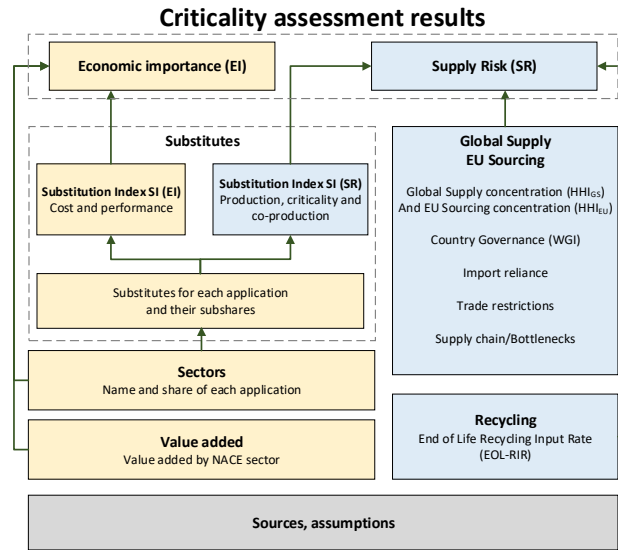 Criticality assessment results
Economic importance (EI)
Supply Risk (SR)
Substitutes
Substitution Index SI (EI)
Cost and performance
Substitution Index SI (SR)
Production, criticality and
co-production
Substitutes for each application
and their subshares
Global Supply
EU Sourcing
Global Supply concentration (HHIGS)
And EU Sourcing concentration (HHIEU)
Country Governance (WGI)
Import reliance
Trade restrictions
Supply chain/Bottlenecks
Sectors
Name and share of each application
Value added
Value added by NACE sector
Recycling
End of Life Recycling Input Rate
(EOL-RIR)
Sources, assumptions